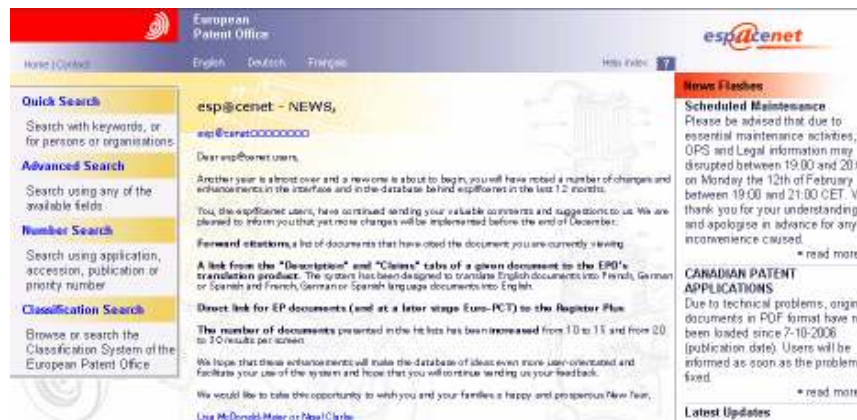 European
Patent Office
espacenet
Home | Contact
English Deutsch Français
Help index ?
Quick Search
Search with keywords, or
for persons or organisations
Advanced Search
Search using any of the
available fields
Number Search
Search using application,
accession, publication or
priority number
Classification Search
Browse or search the
Classification System of the
European Patent Office
esp@cenet - NEWS,
Dear esp@cenet users,
Another year is almost over and a new one is about to begin, you will have noted a number of changes and
enhancements in the interface and in the database behind esp@cenet in the last 12 months.
You, the esp@cenet users, have continued sending your valuable comments and suggestions to us. We are
pleased to inform you that yet more changes will be implemented before the end of December:
Forward citations, a list of documents that have cited the document you are currently viewing
A link from the "Description" and "Claims" tabs of a given document to the EPO's
translation product. The system has been designed to translate English documents into French, German
or Spanish and French, German or Spanish language documents into English.
Direct link for EP documents (and at a later stage Euro-PCT) to the Register Plus
The number of documents presented in the hit lists has been increased from 10 to 15 and from 20
to 30 results per screen
We hope that these enhancements will make the database of ideas even more user-orientated and
facilitate your use of the system and hope that you will continue sending us your feedback.
We would like to take this opportunity to wish you and your families a happy and prosperous New Year,
Lisa McDonald-Maier or Nigel Clarke
News Flashes
Scheduled Maintenance
Please be advised that due to
essential maintenance activities,
OPS and Legal information may
disrupted between 19:00 and 20:
on Monday the 12th of February
between 19:00 and 21:00 CET. W
thank you for your understanding
and apologise in advance for any
inconvenience caused.
• read more
CANADIAN PATENT
APPLICATIONS
Due to technical problems, origin
documents in PDF format have n
been loaded since 7-10-2006
(publication date). Users will be
informed as soon as the problem
fixed.
• read more
Latest Updates